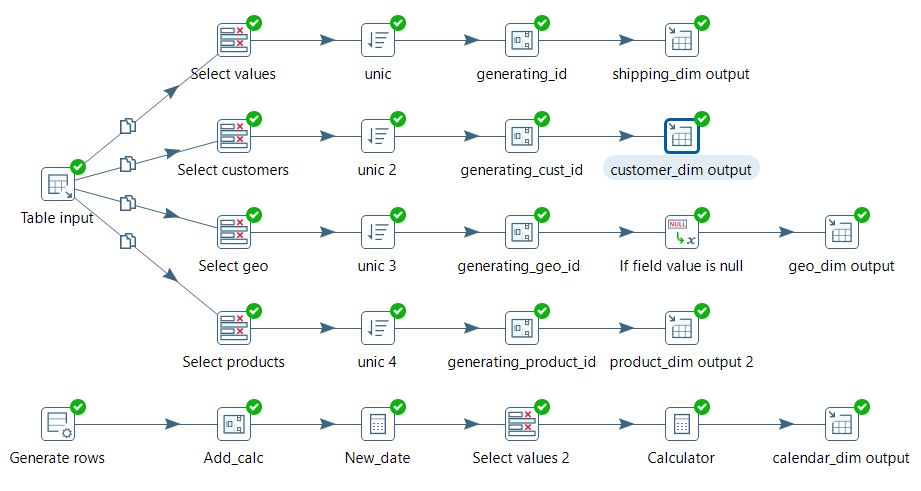 Select values
unic
generating_id
shipping_dim output
Select customers
unic 2
generating_cust_id
customer_dim output
Table input
Select geo
unic 3
generating_geo_id
NULL
x
If field value is null
geo_dim output
Select products
unic 4
generating_product_id
product_dim output 2
Generate rows
Add_calc
New_date
Select values 2
Calculator
calendar_dim output